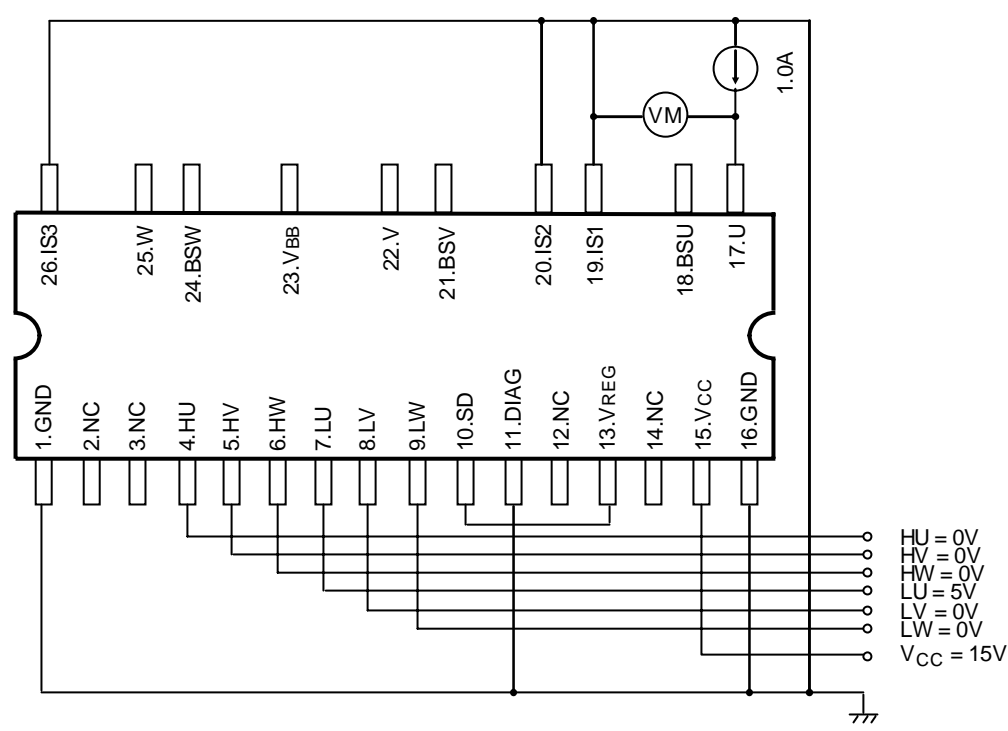 1.0A
VM
26.IS3
25.W
24.BSW
23.VBB
22.V
21.BSV
20.IS2
19.IS1
18.BSU
17.U
1.GND
2.NC
3.NC
4.HU
5.HV
6.HW
7.LU
8.LV
9.LW
10.SD
11.DIAG
12.NC
13.VREG
14.NC
15.VCC
16.GND
HU = 0V
HV = 0V
HW = 0V
LU = 5V
LV = 0V
LW = 0V
VCC = 15V